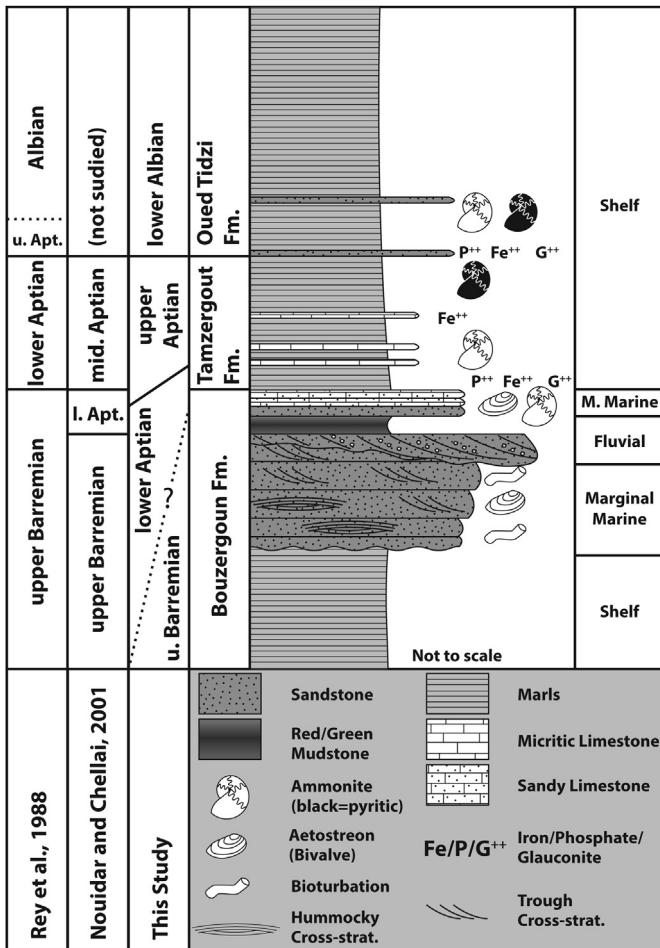 Albian
u. Apt.
(not sudied)
lower Albian
Oued Tidzi
Fm.
Shelf
P++ Fe++ G++
lower Aptian
mid. Aptian
upper
Aptian
Tamzergout
Fm.
Fe++
P++ Fe++ G++
upper Barremian
l. Apt.
upper Barremian
lower Aptian
?
u. Barremian
Bouzergoun Fm.
M. Marine
Fluvial
Marginal
Marine
Shelf
Not to scale
Rey et al., 1988
Nouidar and Chellai, 2001
This Study
Sandstone
Red/Green
Mudstone
Ammonite
(black=pyritic)
Aetostreon
(Bivalve)
Bioturbation
Hummocky
Cross-strat.
Marls
Micritic Limestone
Sandy Limestone
Fe/P/G++
Iron/Phosphate/
Glauconite
Trough
Cross-strat.